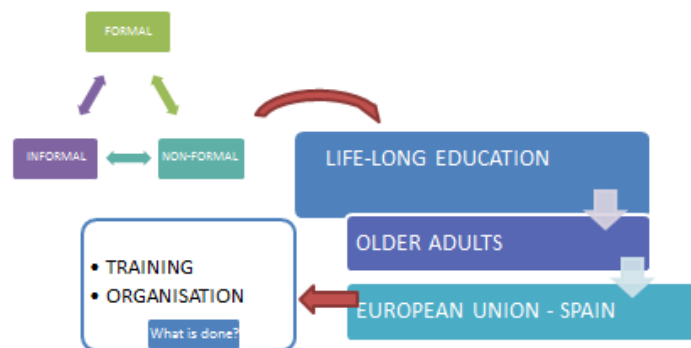 FORMAL
INFORMAL
NON-FORMAL
LIFE-LONG EDUCATION
OLDER ADULTS
EUROPEAN UNION - SPAIN
• TRAINING
• ORGANISATION
What is done?